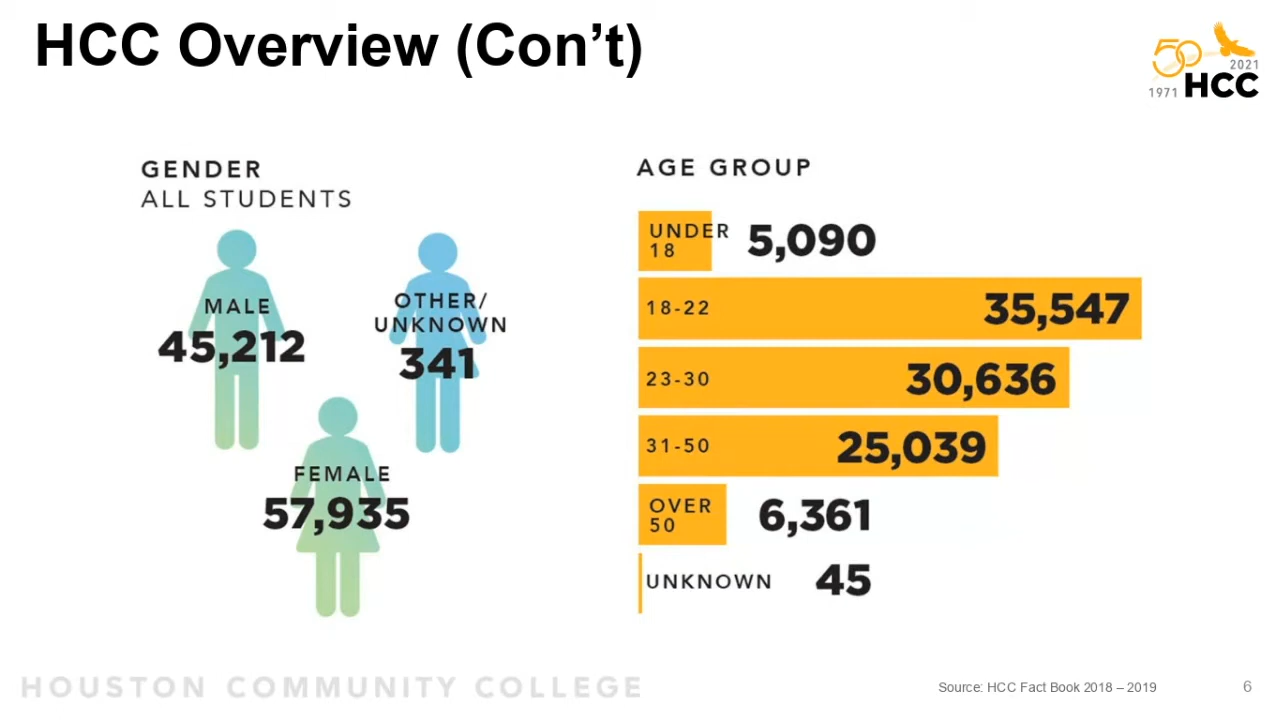 HCC Overview (Con’t)
50
2021
1971 HCC
GENDER
ALL STUDENTS
MALE
45,212
OTHER/
UNKNOWN
341
FEMALE
57,935
AGE GROUP
UNDER
18
5,090
18-22
35,547
23-30
30,636
31-50
25,039
OVER
50
6,361
UNKNOWN 45
HOUSTON COMMUNITY COLLEGE
Source: HCC Fact Book 2018 – 2019
6